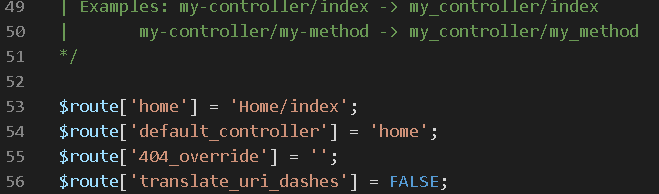 49 | Examples: my-controller/index -> my_controller/index
50 |         my-controller/my-method -> my_controller/my_method
51 */
52
53 $route['home'] = 'Home/index';
54 $route['default_controller'] = 'home';
55 $route['404_override'] = '';
56 $route['translate_uri_dashes'] = FALSE;